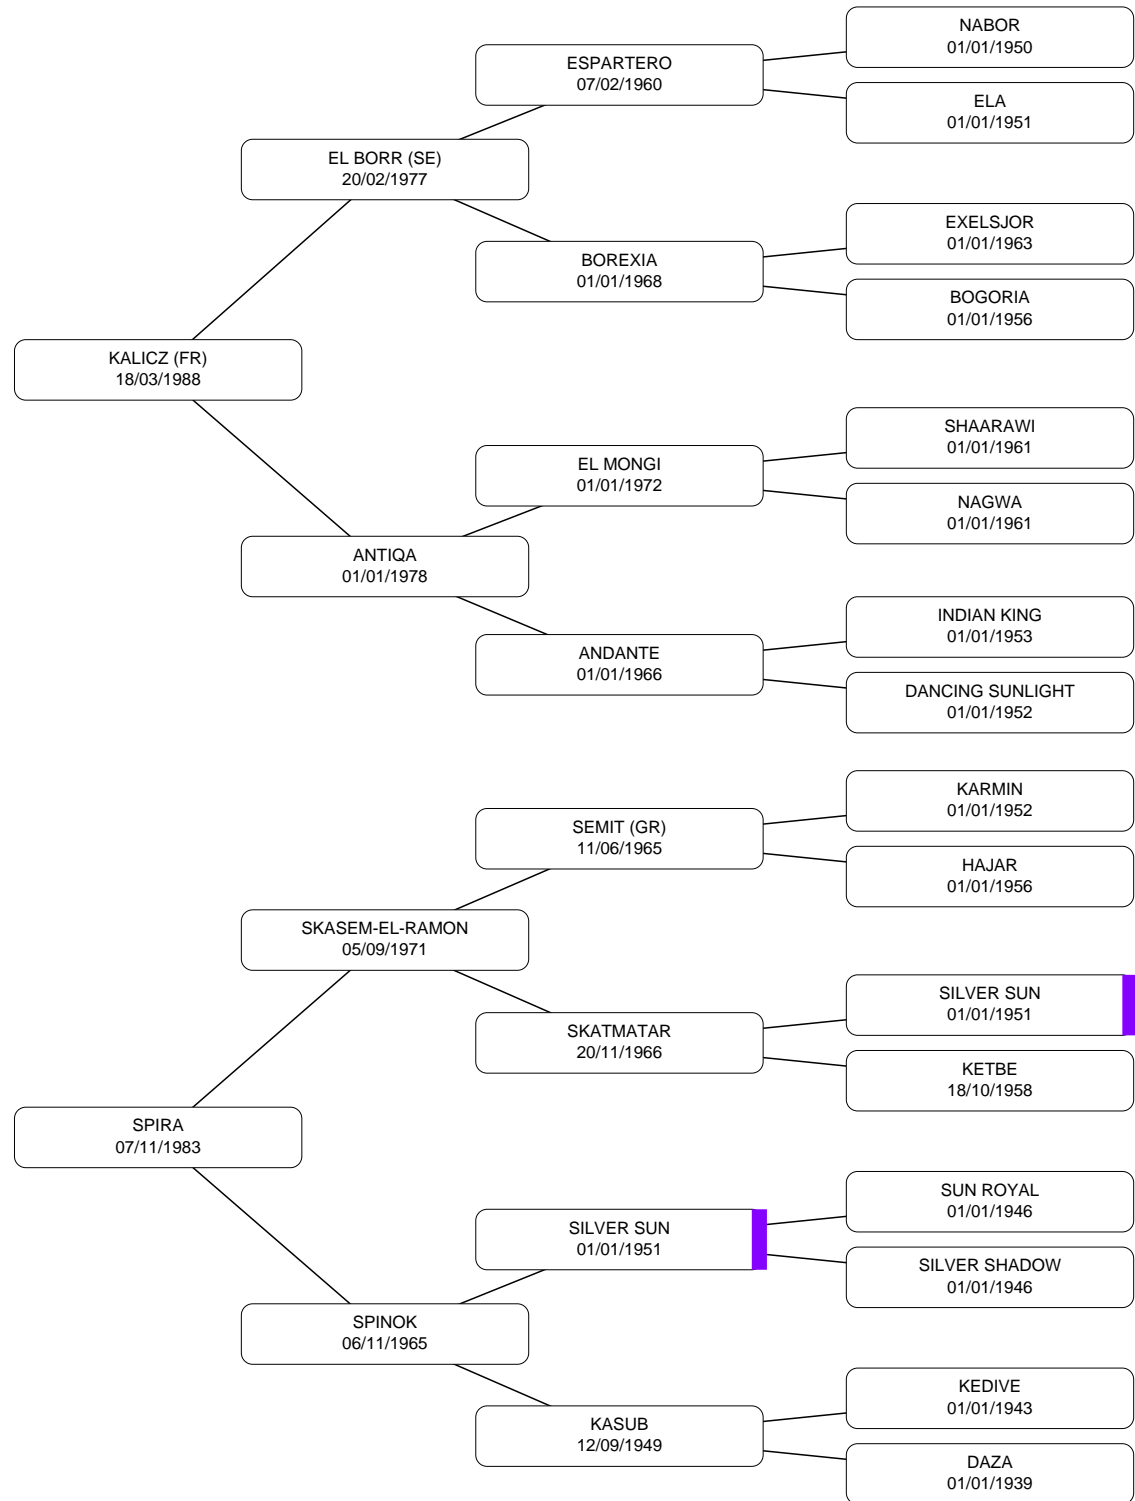 NABOR
01/01/1950
ESPARTERO
07/02/1960
ELA
01/01/1951
EL BORR (SE)
20/02/1977
EXELSJOR
01/01/1963
BOREXIA
01/01/1968
BOGORIA
01/01/1956
KALICZ (FR)
18/03/1988
SHAARAWI
01/01/1961
EL MONGI
01/01/1972
NAGWA
01/01/1961
ANTIQA
01/01/1978
INDIAN KING
01/01/1953
ANDANTE
01/01/1966
DANCING SUNLIGHT
01/01/1952
KARMIN
01/01/1952
SEMIT (GR)
11/06/1965
HAJAR
01/01/1956
SKASEM-EL-RAMON
05/09/1971
SILVER SUN
01/01/1951
SKATMATAR
20/11/1966
KETBE
18/10/1958
SPIRA
07/11/1983
SUN ROYAL
01/01/1946
SILVER SUN
01/01/1951
SILVER SHADOW
01/01/1946
SPINOK
06/11/1965
KEDIVE
01/01/1943
KASUB
12/09/1949
DAZA
01/01/1939